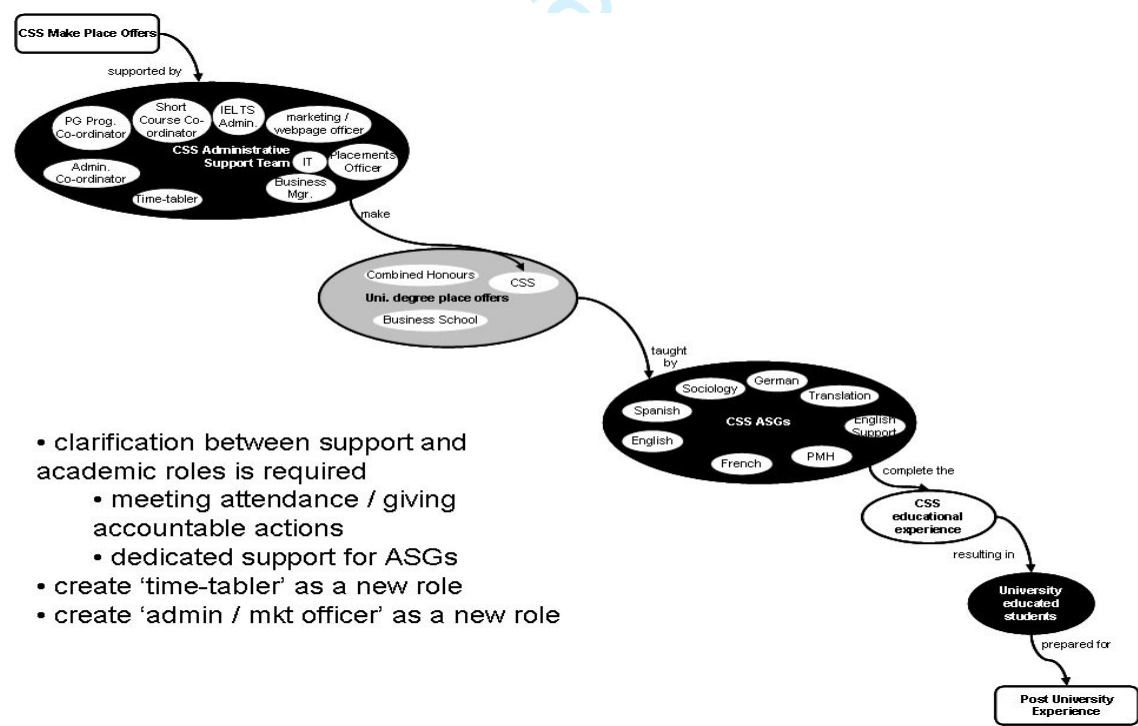 CSS Make Place Offers
supported by
PG Prog.
Co-ordinator
Short
Course Co-
ordinator
IELTS
Admin.
marketing /
webpage officer
CSS Administrative
Support Team
IT
Placements
Officer
Admin.
Co-ordinator
Business
Mgr.
Time-tabler
make
Combined Honours
CSS
Uni. degree place offers
Business School
taught
by
German
Sociology
Translation
Spanish
CSS ASGs
English
Support
English
PMH
French
complete the
CSS
educational
experience
resulting in
University
educated
students
prepared for
Post University
Experience
• clarification between support and
academic roles is required
• meeting attendance / giving
accountable actions
• dedicated support for ASGs
• create ‘time-tabler’ as a new role
• create ‘admin / mkt officer’ as a new role